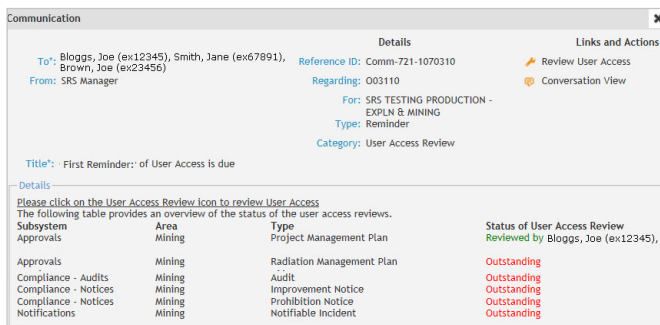 Communication
Details
Links and Actions
To*: Bloggs, Joe (ex12345), Smith, Jane (ex67891),
Brown, Joe (ex23456)
From: SRS Manager
Reference ID: Comm-721-1070310
Regarding: O03110
For: SRS TESTING PRODUCTION -
EXPLN & MINING
Type: Reminder
Category: User Access Review
Review User Access
Conversation View
Title*: First Reminder: of User Access is due
Details
Please click on the User Access Review icon to review User Access
The following table provides an overview of the status of the user access reviews.
Subsystem Area Type Status of User Access Review
Approvals Mining Project Management Plan Reviewed by Bloggs, Joe (ex12345),
Approvals Mining Radiation Management Plan Outstanding
Compliance - Audits Mining Audit Outstanding
Compliance - Notices Mining Improvement Notice Outstanding
Compliance - Notices Mining Prohibition Notice Outstanding
Notifications Mining Notifiable Incident Outstanding